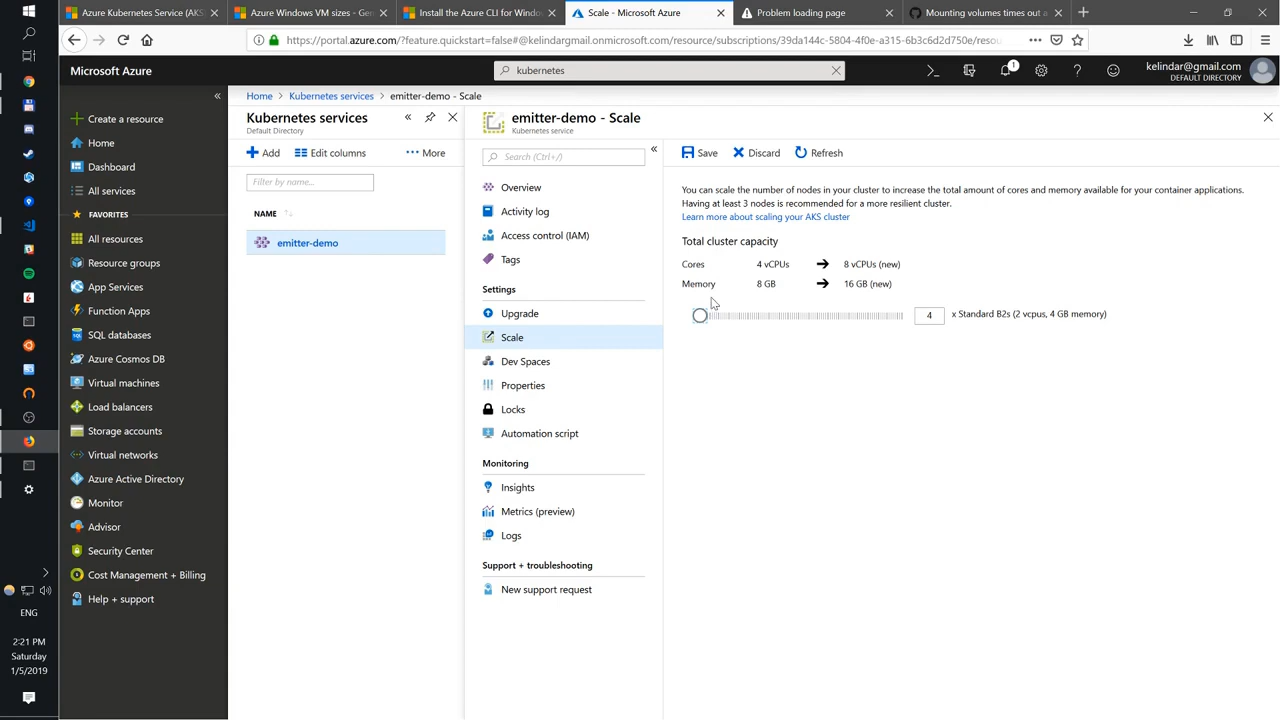 Azure Kubernetes Service (AKS)
Azure Windows VM sizes - Gen
Install the Azure CLI for Window
Scale - Microsoft Azure
Problem loading page
Mounting volumes times out a
https://portal.azure.com/?feature.quickstart=false#@kelindargmail.onmicrosoft.com/resource/subscriptions/39da144c-5804-4f0e-a315-6b3c6d2d750e/resou
Microsoft Azure
kubernetes
1
kelindar@gmail.com
DEFAULT DIRECTORY
Create a resource
Home
Dashboard
All services
FAVORITES
All resources
Resource groups
App Services
Function Apps
SQL databases
Azure Cosmos DB
Virtual machines
Load balancers
Storage accounts
Virtual networks
Azure Active Directory
Monitor
Advisor
Security Center
Cost Management + Billing
Help + support
ENG
2:21 PM
Saturday
1/5/2019
Home > Kubernetes services > emitter-demo - Scale
Kubernetes services
Default Directory
Add
Edit columns
More
Filter by name...
NAME
emitter-demo
emitter-demo - Scale
Kubernetes service
Search (Ctrl+/)
Overview
Activity log
Access control (IAM)
Tags
Settings
Upgrade
Scale
Dev Spaces
Properties
Locks
Automation script
Monitoring
Insights
Metrics (preview)
Logs
Support + troubleshooting
New support request
Save
Discard
Refresh
You can scale the number of nodes in your cluster to increase the total amount of cores and memory available for your container applications.
Having at least 3 nodes is recommended for a more resilient cluster.
Learn more about scaling your AKS cluster
Total cluster capacity
Cores 4 vCPUs → 8 vCPUs (new)
Memory 8 GB → 16 GB (new)
4 x Standard B2s (2 vcpus, 4 GB memory)